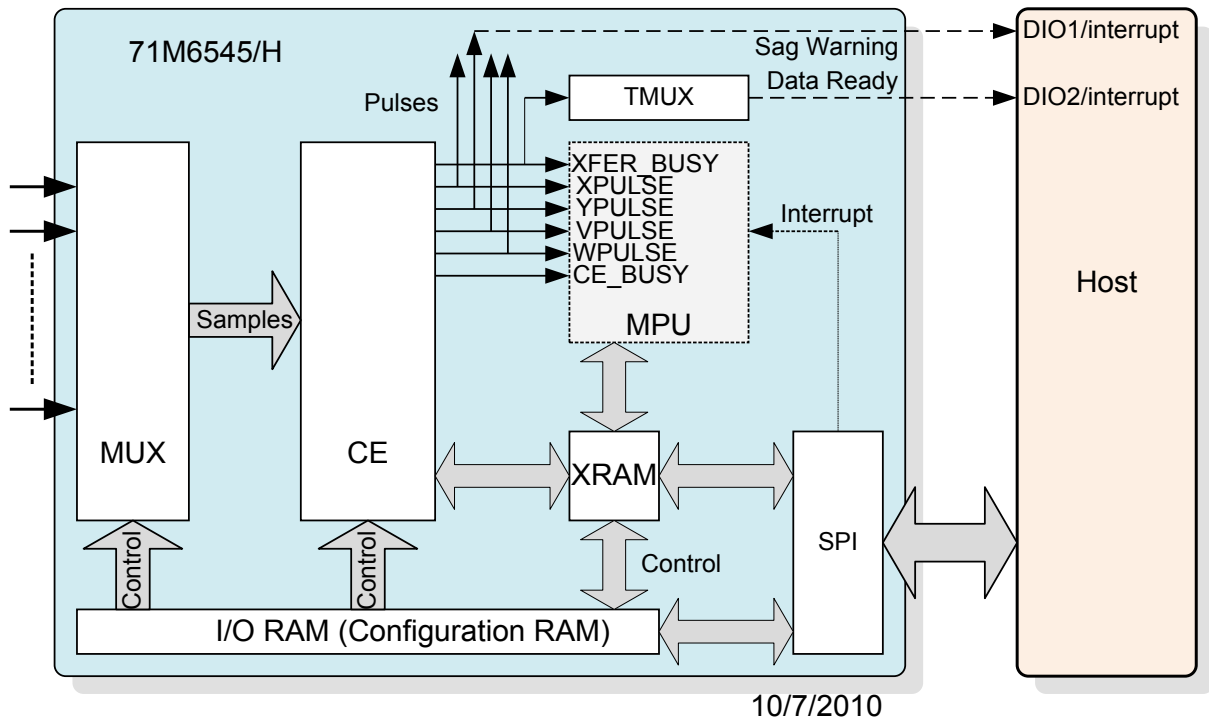 71M6545/H
DIO1/interrupt
Sag Warning
Data Ready
Pulses
TMUX
DIO2/interrupt
XFER_BUSY
XPULSE
YPULSE
VPULSE
WPULSE
CE_BUSY
MPU
Interrupt
Host
Samples
MUX
CE
XRAM
SPI
Control
Control
Control
I/O RAM (Configuration RAM)
10/7/2010